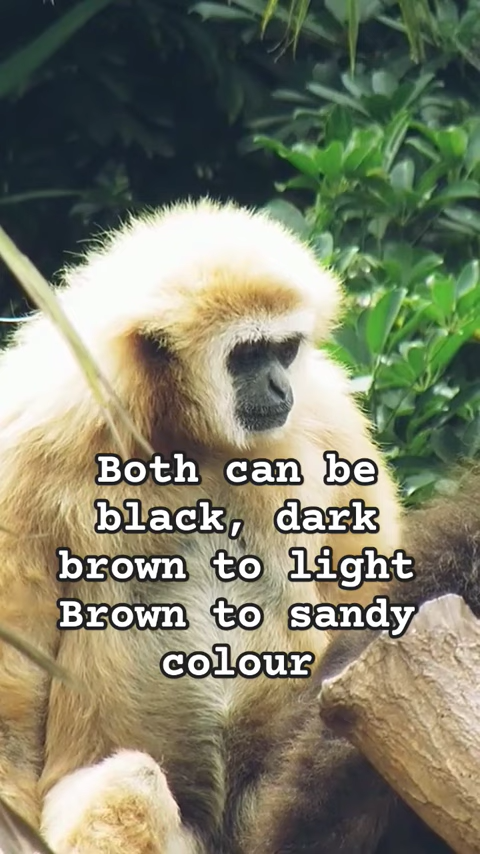 Both can be
black, dark
brown to light
Brown to sandy
colour